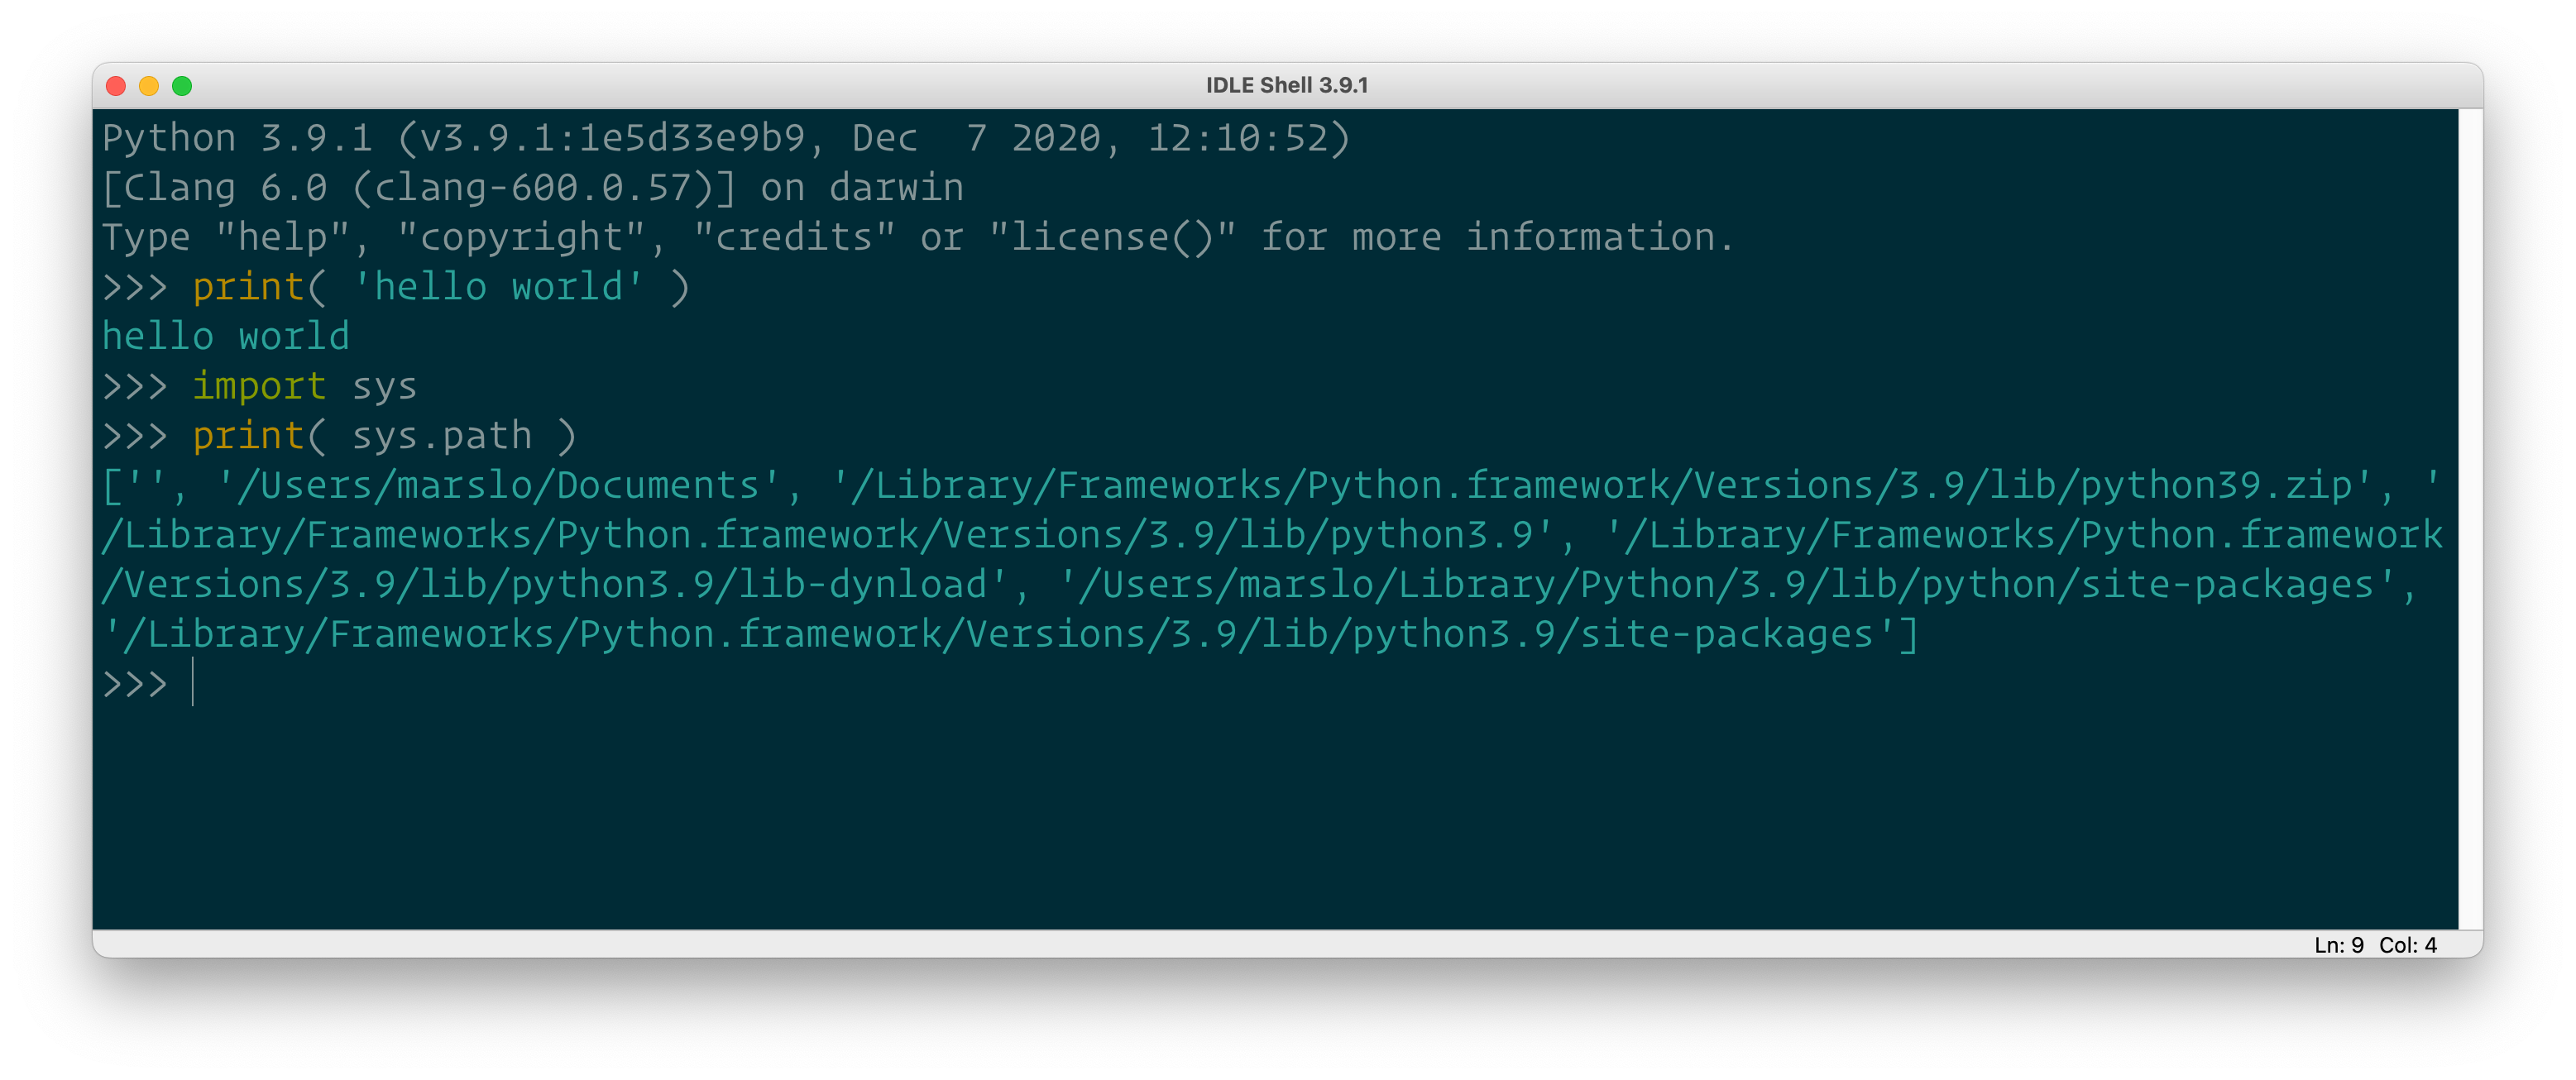 IDLE Shell 3.9.1
Python 3.9.1 (v3.9.1:1e5d33e9b9, Dec  7 2020, 12:10:52)
[Clang 6.0 (clang-600.0.57)] on darwin
Type "help", "copyright", "credits" or "license()" for more information.
>>> print( 'hello world' )
hello world
>>> import sys
>>> print( sys.path )
['', '/Users/marslo/Documents', '/Library/Frameworks/Python.framework/Versions/3.9/lib/python39.zip', '
/Library/Frameworks/Python.framework/Versions/3.9/lib/python3.9', '/Library/Frameworks/Python.framework
/Versions/3.9/lib/python3.9/lib-dynload', '/Users/marslo/Library/Python/3.9/lib/python/site-packages',
'/Library/Frameworks/Python.framework/Versions/3.9/lib/python3.9/site-packages']
>>>
Ln: 9  Col: 4